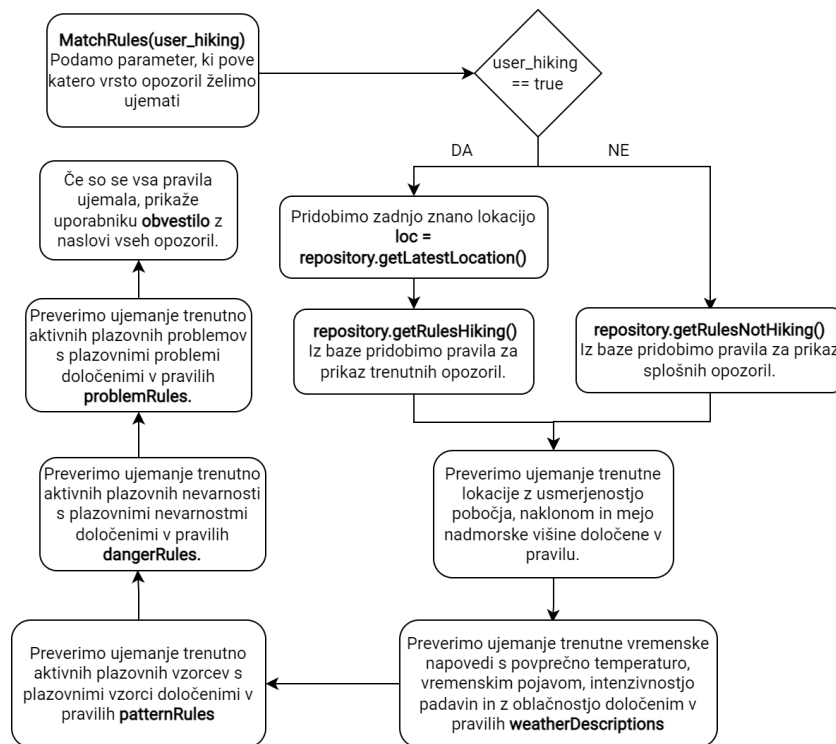 MatchRules(user_hiking)
Podamo parameter, ki pove
katero vrsto opozoril želimo
ujemati
user_hiking
== true
DA
NE
Pridobimo zadnjo znano lokacijo
loc =
repository.getLatestLocation()
repository.getRulesHiking()
Iz baze pridobimo pravila za
prikaz trenutnih opozoril.
repository.getRulesNotHiking()
Iz baze pridobimo pravila za prikaz
splošnih opozoril.
Preverimo ujemanje trenutne
lokacije z usmerjenostjo
pobočja, naklonom in mejo
nadmorske višine določene v
pravilu.
Preverimo ujemanje trenutne vremenske
napovedi s povprečno temperaturo,
vremenskim pojavom, intenzivnostjo
padavin in z oblačnostjo določenim v
pravilih weatherDescriptions
Preverimo ujemanje trenutno
aktivnih plazovnih vzorcev s
plazovnimi vzorci določenimi v
pravilih patternRules
Preverimo ujemanje trenutno
aktivnih plazovnih nevarnosti
s plazovnimi nevarnostmi
določenimi v pravilih
dangerRules.
Preverimo ujemanje trenutno
aktivnih plazovnih problemov
s plazovnimi problemi
določenimi v pravilih
problemRules.
Če so se vsa pravila
ujemala, prikaže
uporabniku obvestilo z
naslovi vseh opozoril.